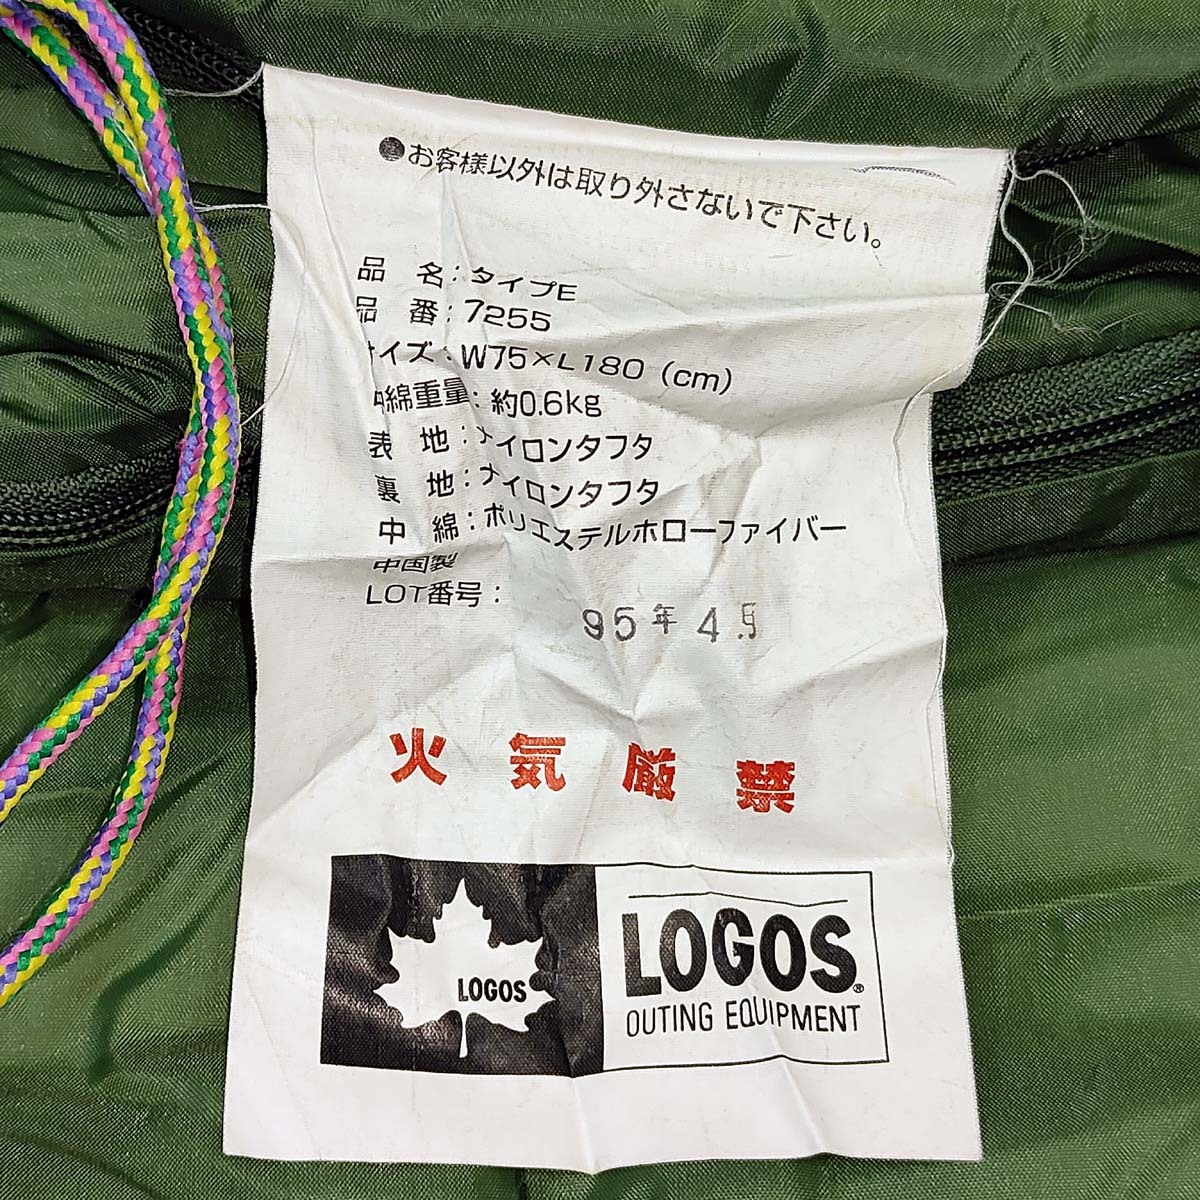 ●お客様以外は取り外さないで下さい。
品 名：タイプE
品 番：7255
サイズ：W75×L180（cm）
中綿重量：約0.6kg
表 地：ナイロンタフタ
裏 地：ナイロンタフタ
中 綿：ポリエステルホローファイバー
中国製
LOT番号：
95年4月
火気厳禁
LOGOS
LOGOS®
OUTING EQUIPMENT